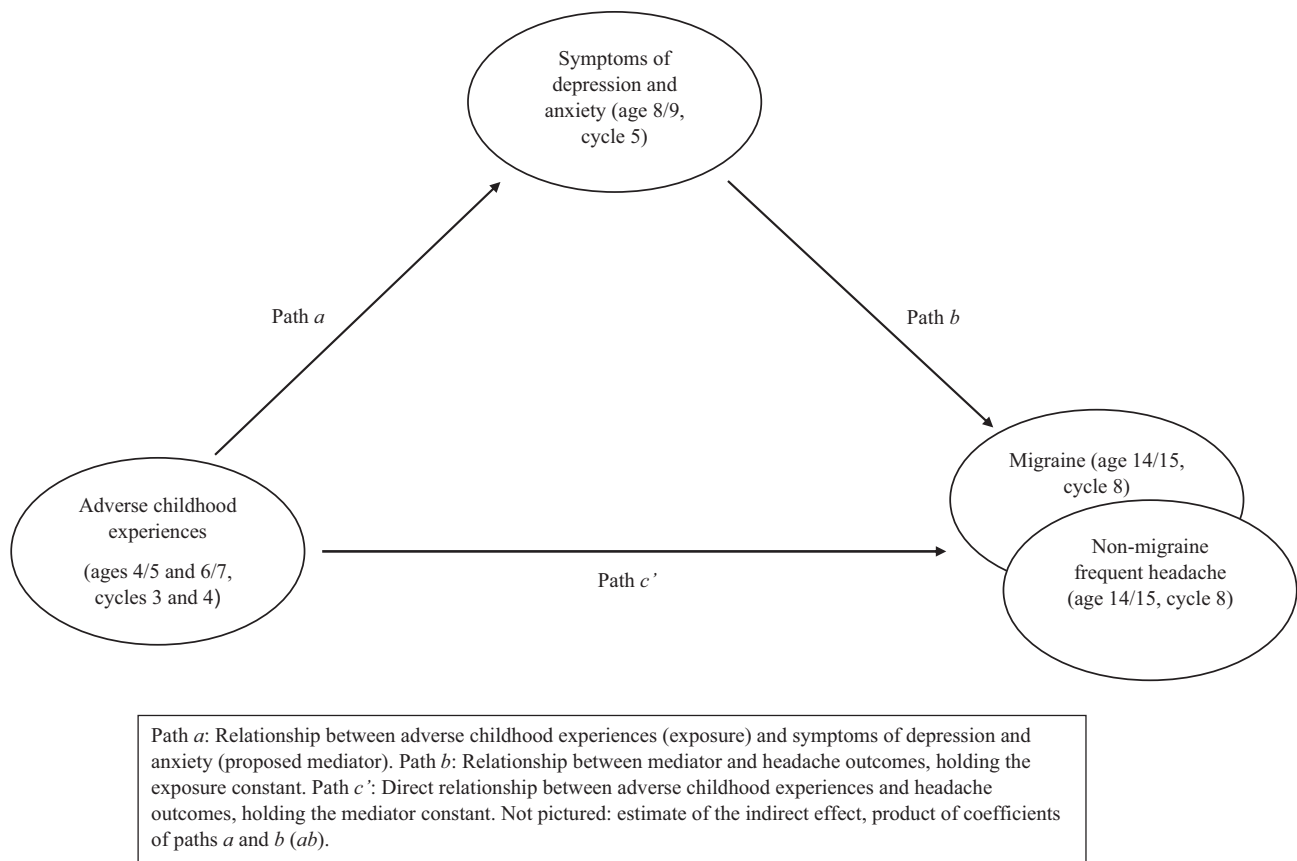 Symptoms of
depression and
anxiety (age 8/9,
cycle 5)
Path a
Path b
Adverse childhood
experiences
(ages 4/5 and 6/7,
cycles 3 and 4)
Path c’
Migraine (age 14/15,
cycle 8)
Non-migraine
frequent headache
(age 14/15, cycle 8)
Path a: Relationship between adverse childhood experiences (exposure) and symptoms of depression and
anxiety (proposed mediator). Path b: Relationship between mediator and headache outcomes, holding the
exposure constant. Path c’: Direct relationship between adverse childhood experiences and headache
outcomes, holding the mediator constant. Not pictured: estimate of the indirect effect, product of coefficients
of paths a and b (ab).